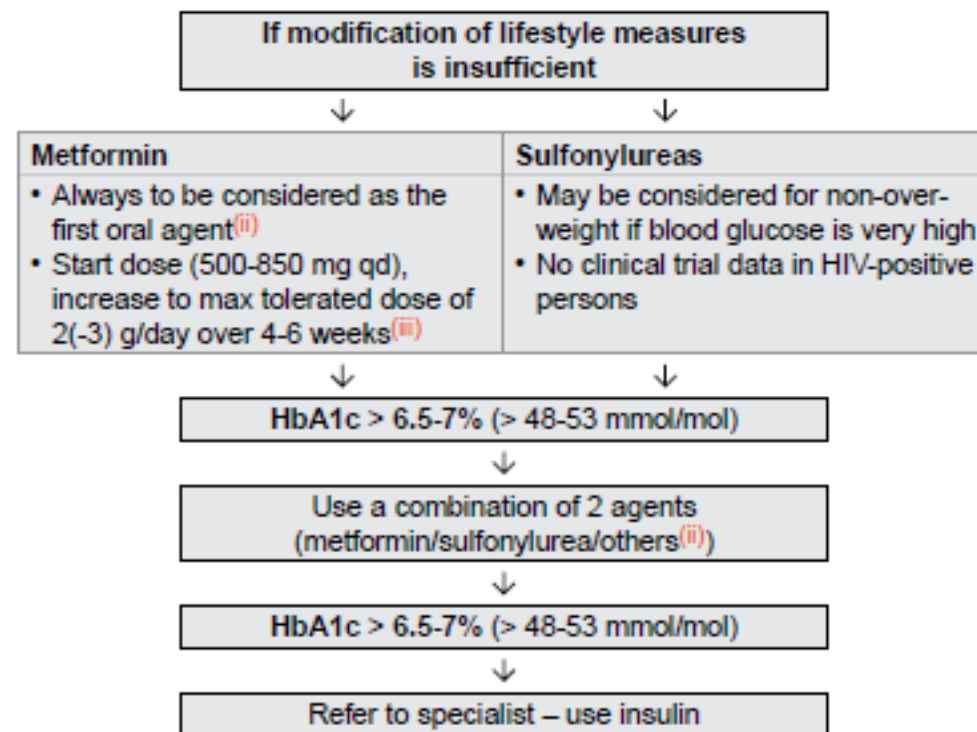 If modification of lifestyle measures
is insufficient
Metformin
• Always to be considered as the
first oral agent(ii)
• Start dose (500-850 mg qd),
increase to max tolerated dose of
2(-3) g/day over 4-6 weeks(iii)
Sulfonylureas
• May be considered for non-over-
weight if blood glucose is very high
• No clinical trial data in HIV-positive
persons
HbA1c > 6.5-7% (> 48-53 mmol/mol)
Use a combination of 2 agents
(metformin/sulfonylurea/others(ii))
HbA1c > 6.5-7% (> 48-53 mmol/mol)
Refer to specialist – use insulin